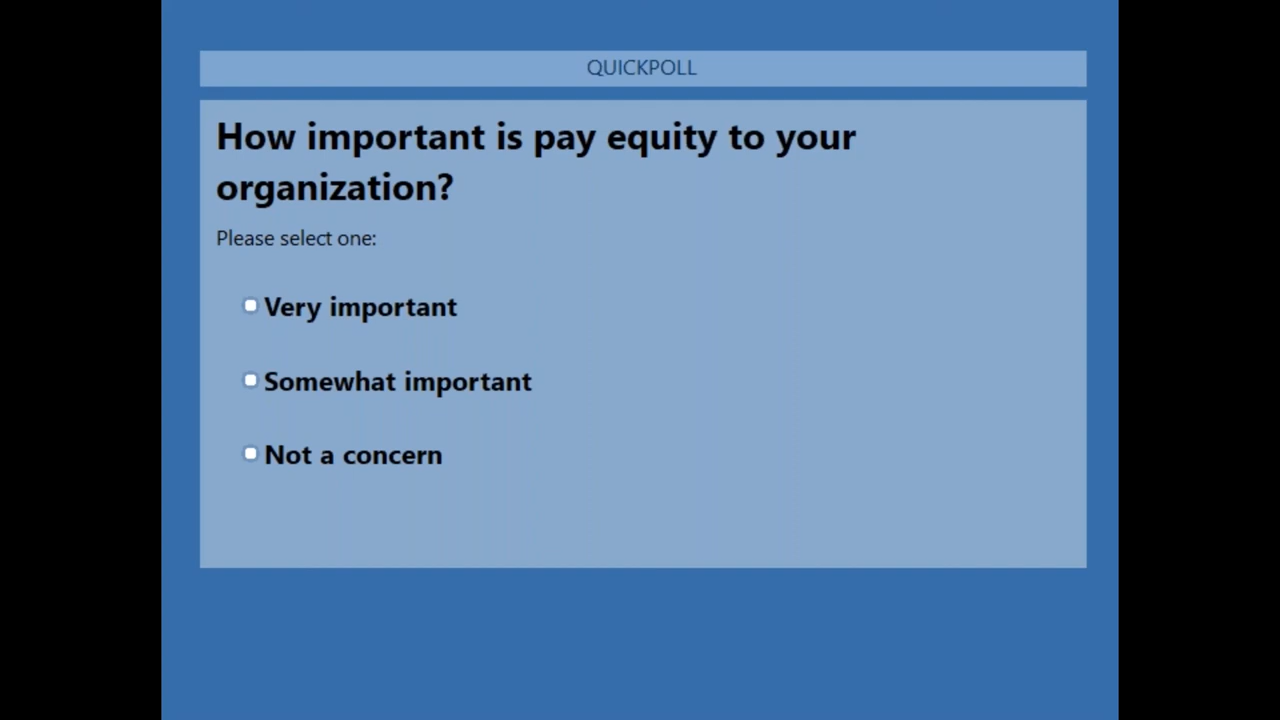 QUICKPOLL
How important is pay equity to your
organization?
Please select one:
Very important
Somewhat important
Not a concern